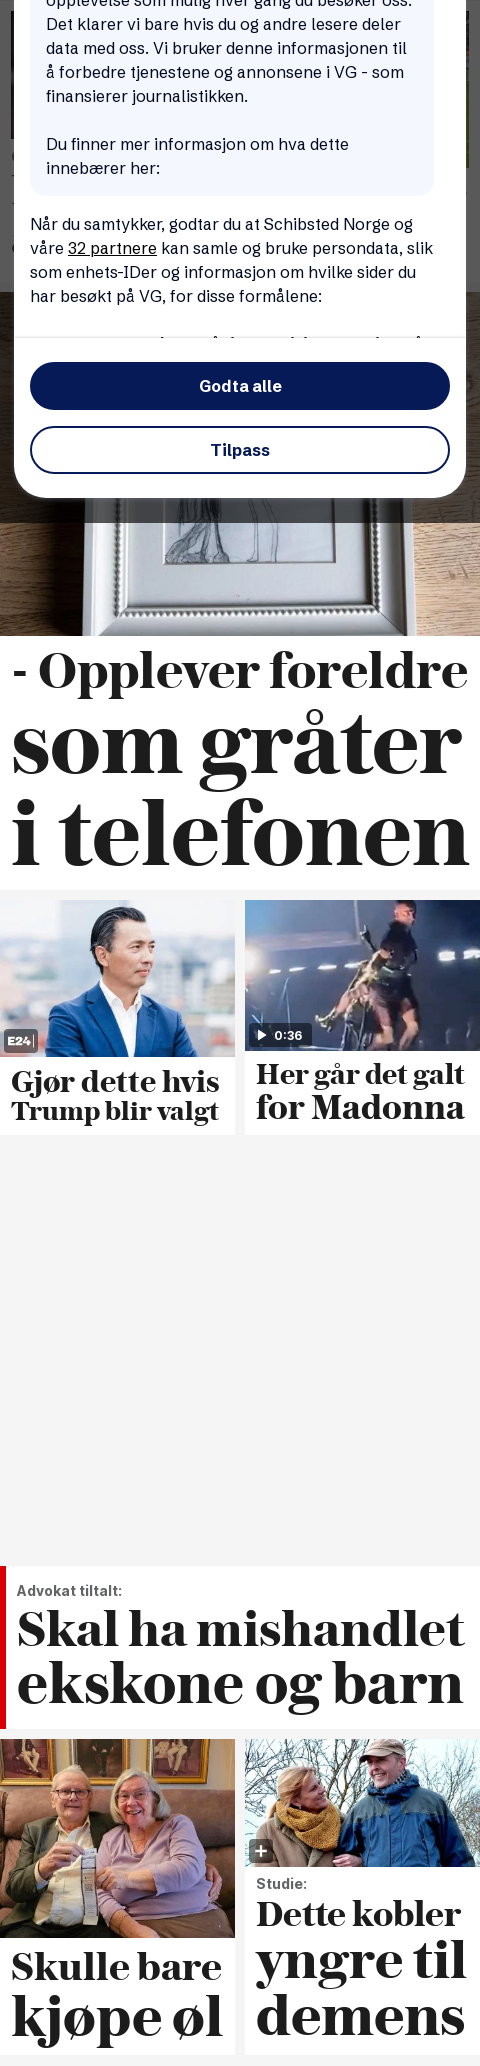 opplevelse som mulig hver gang du besøker oss.
Det klarer vi bare hvis du og andre lesere deler
data med oss. Vi bruker denne informasjonen til
å forbedre tjenestene og annonsene i VG - som
finansierer journalistikken.
Du finner mer informasjon om hva dette
innebærer her:
Når du samtykker, godtar du at Schibsted Norge og
våre 32 partnere kan samle og bruke persondata, slik
som enhets-IDer og informasjon om hvilke sider du
har besøkt på VG, for disse formålene:
Godta alle
Tilpass
- Opplever foreldre
som gråter
i telefonen
E24
Gjør dette hvis
Trump blir valgt
0:36
Her går det galt
for Madonna
Advokat tiltalt:
Skal ha mishandlet
ekskone og barn
Skulle bare
kjøpe øl
Studie:
Dette kobler
yngre til
demens